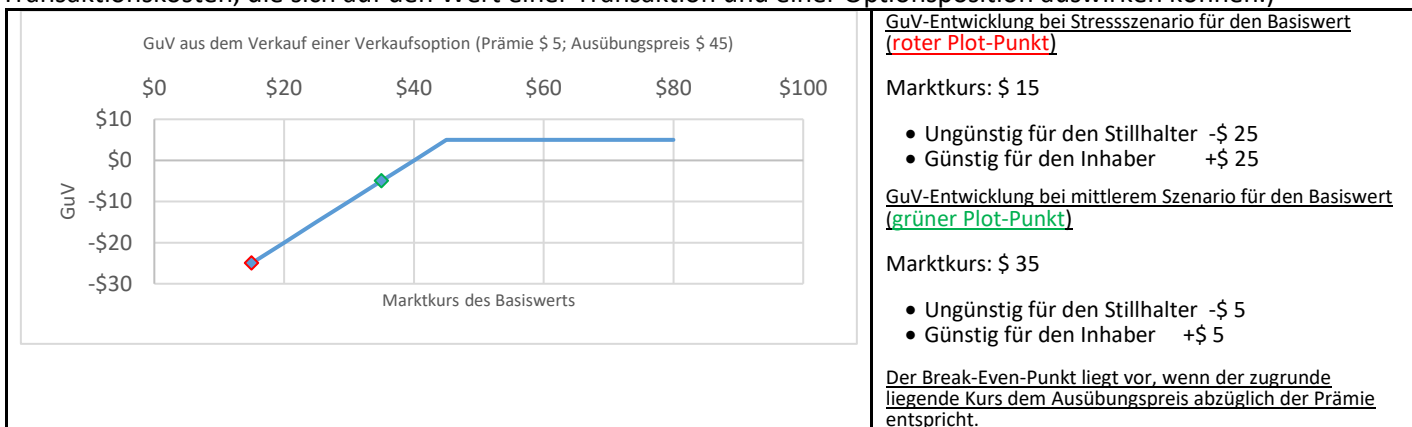 Transaktionskosten, die sich auf den Wert einer Transaktion und einer Optionsposition auswirken können.)
GuV aus dem Verkauf einer Verkaufsoption (Prämie $ 5; Ausübungspreis $ 45)
$0 $20 $40 $60 $80 $100
$10
$0
-$10
-$20
-$30
GuV
Marktkurs des Basiswerts
GuV-Entwicklung bei Stressszenario für den Basiswert
(roter Plot-Punkt)
Marktkurs: $ 15
• Ungünstig für den Stillhalter -$ 25
• Günstig für den Inhaber +$ 25
GuV-Entwicklung bei mittlerem Szenario für den Basiswert
(grüner Plot-Punkt)
Marktkurs: $ 35
• Ungünstig für den Stillhalter -$ 5
• Günstig für den Inhaber +$ 5
Der Break-Even-Punkt liegt vor, wenn der zugrunde
liegende Kurs dem Ausübungspreis abzüglich der Prämie
entspricht.